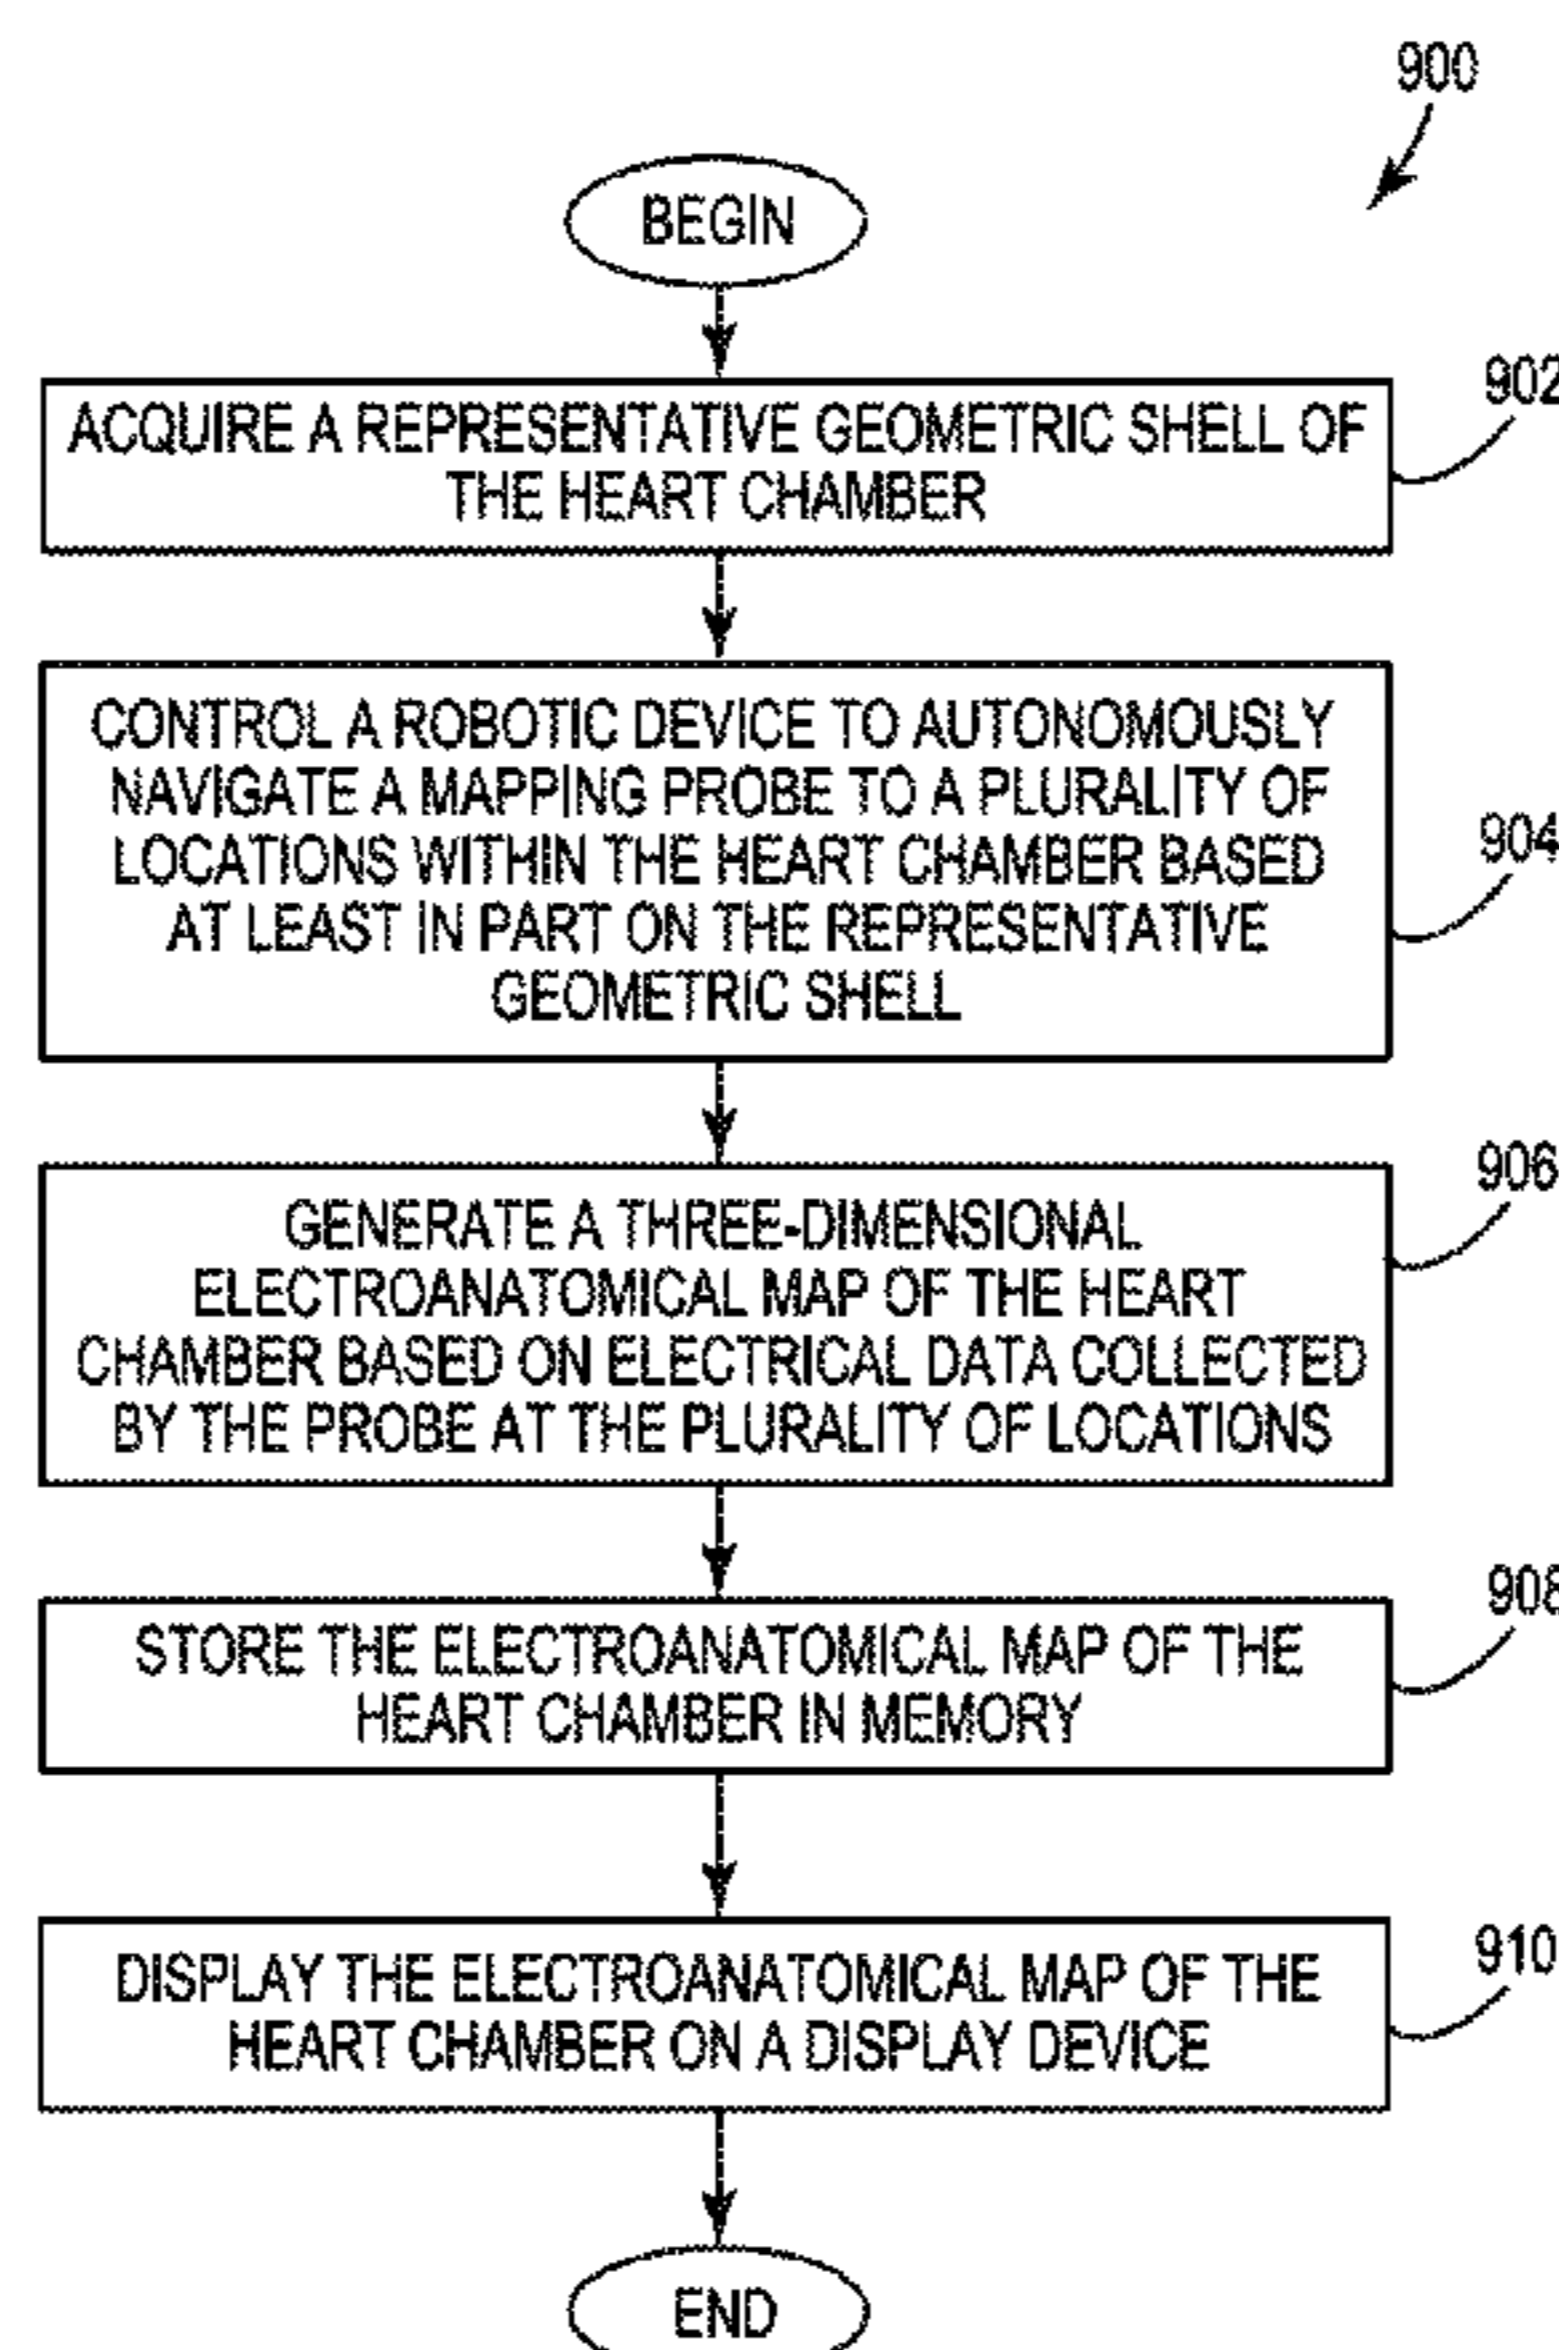 900
BEGIN
902
ACQUIRE A REPRESENTATIVE GEOMETRIC SHELL OF
THE HEART CHAMBER
CONTROL A ROBOTIC DEVICE TO AUTONOMOUSLY
NAVIGATE A MAPPING PROBE TO A PLURALITY OF
LOCATIONS WITHIN THE HEART CHAMBER BASED
AT LEAST IN PART ON THE REPRESENTATIVE
GEOMETRIC SHELL
904
906
GENERATE A THREE-DIMENSIONAL
ELECTROANATOMICAL MAP OF THE HEART
CHAMBER BASED ON ELECTRICAL DATA COLLECTED
BY THE PROBE AT THE PLURALITY OF LOCATIONS
908
STORE THE ELECTROANATOMICAL MAP OF THE
HEART CHAMBER IN MEMORY
910
DISPLAY THE ELECTROANATOMICAL MAP OF THE
HEART CHAMBER ON A DISPLAY DEVICE
END